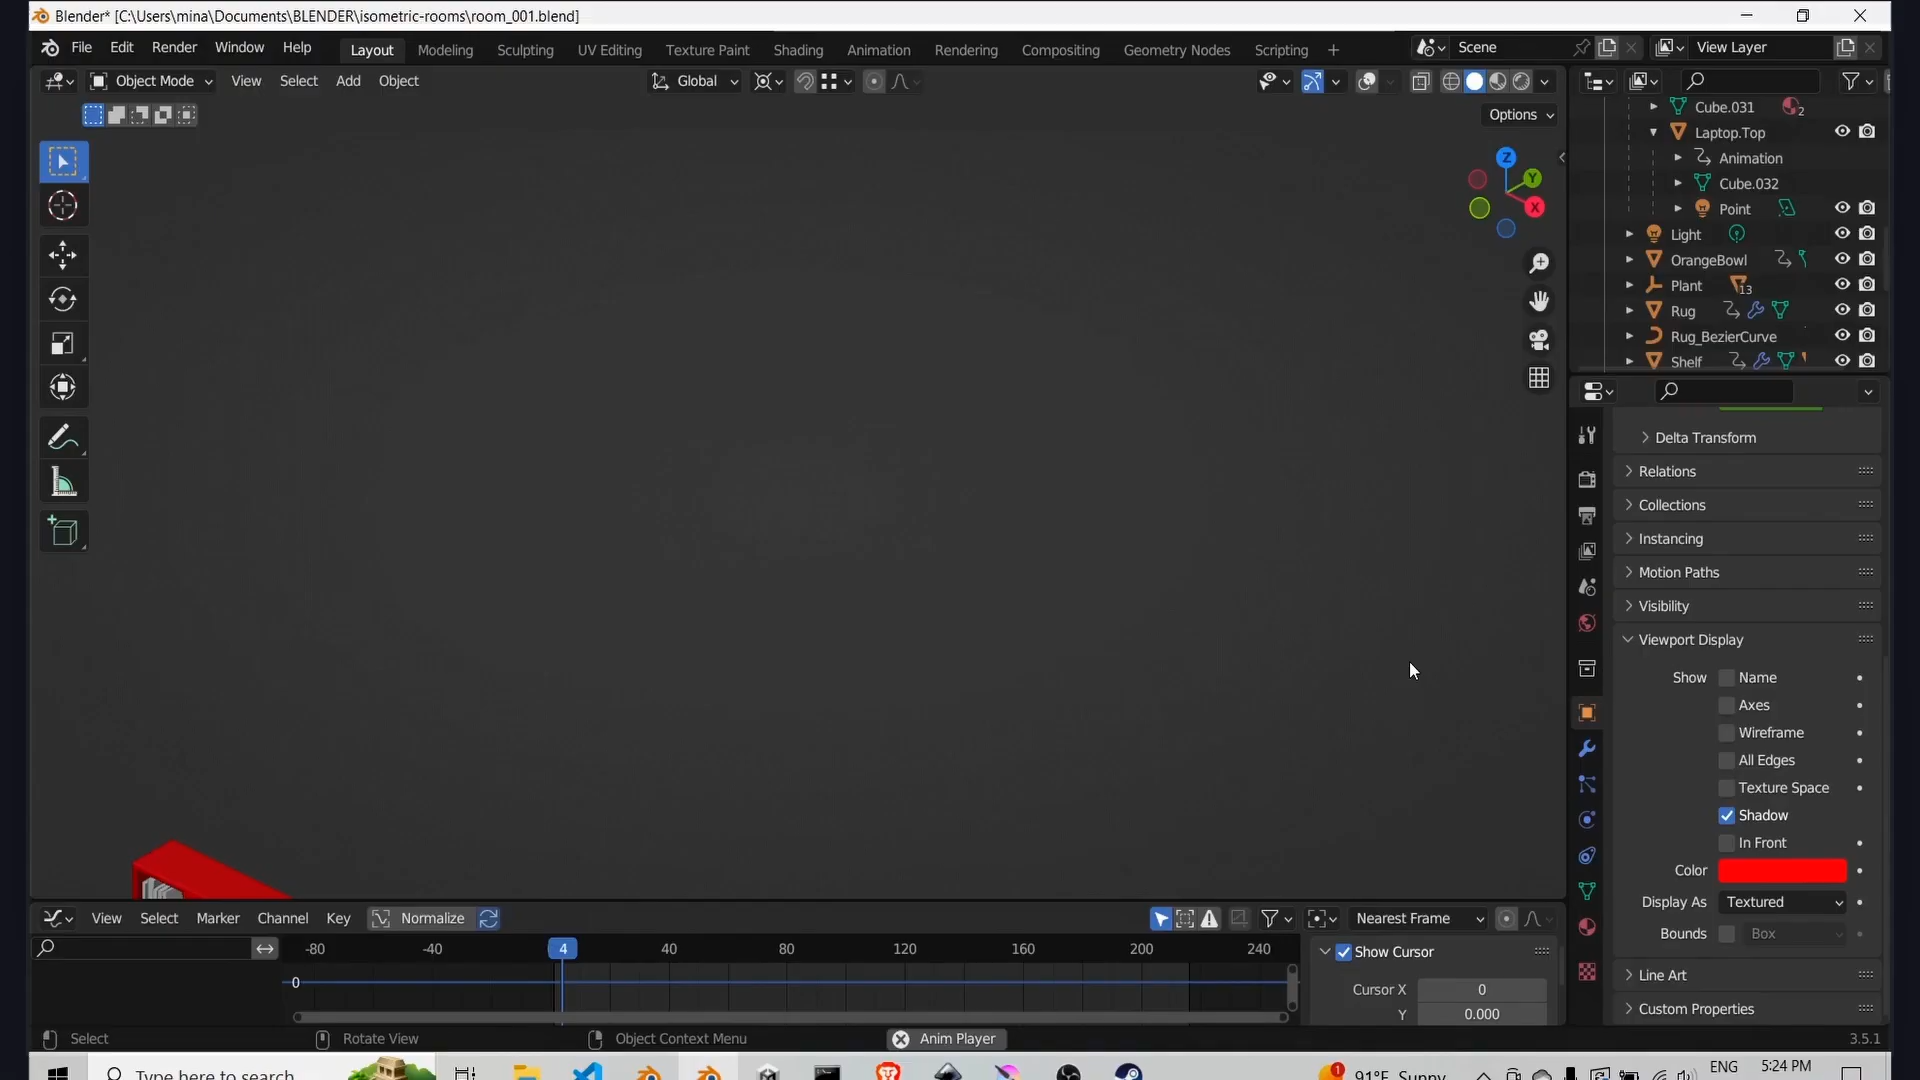 Blender* [C:\Users\mina\Documents\BLENDER\isometric-rooms\room_001.blend]
File Edit Render Window Help Layout Modeling Sculpting UV Editing Texture Paint Shading Animation Rendering Compositing Geometry Nodes Scripting + Scene View Layer
Object Mode View Select Add Object Global
Options
Cube.031 2
Laptop.Top
Animation
Cube.032
Point
Light
OrangeBowl
Plant 13
Rug
Rug_BezierCurve
Shelf
Z
Y
X
Delta Transform
Relations
Collections
Instancing
Motion Paths
Visibility
Viewport Display
Show Name
Axes
Wireframe
All Edges
Texture Space
Shadow
In Front
Color
Display As Textured
Bounds Box
Line Art
Custom Properties
View Select Marker Channel Key Normalize Nearest Frame
-80 -40 4 40 80 120 160 200 240
Show Cursor
0
Cursor X 0
Y 0.000
Select Rotate View Object Context Menu Anim Player 3.5.1
Type here to search 1 91°F Sunny ENG 5:24 PM